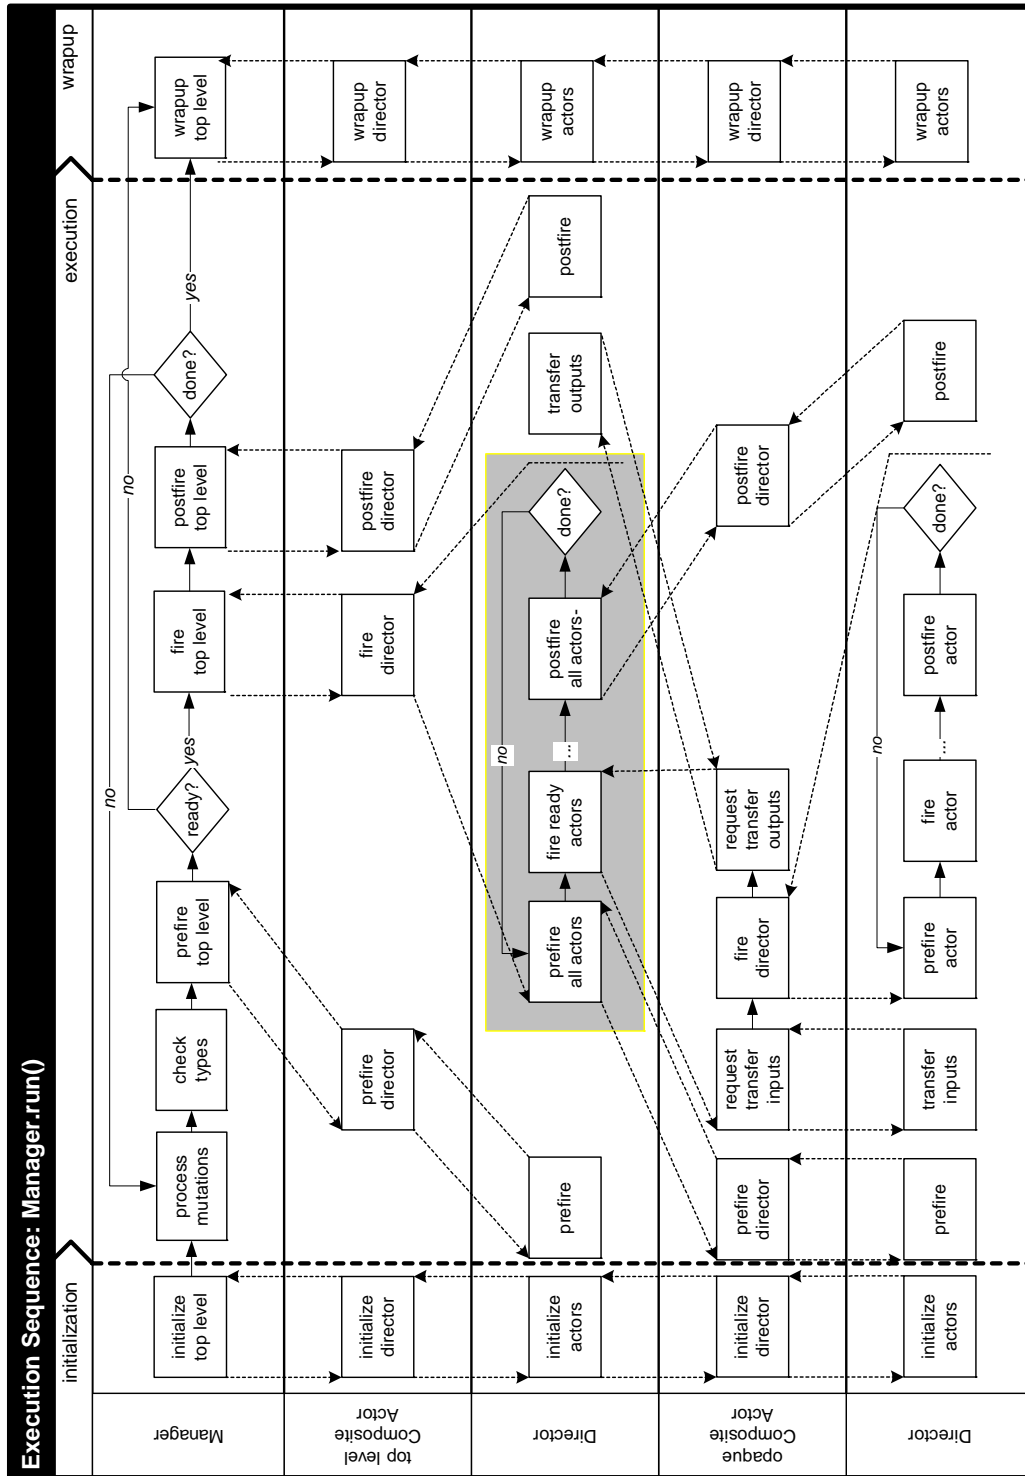 Execution Sequence: Manager.run()
initialization
execution
wrapup
Manager
initialize
top level
process
mutations
check
types
prefire
top level
ready?
yes
no
no
fire
top level
postfire
top level
done?
yes
wrapup
top level
top level
Composite
Actor
initialize
director
prefire
director
fire
director
postfire
director
wrapup
director
Director
initialize
actors
prefire
prefire
all actors
fire ready
actors
...
no
postfire
all actors-
done?
transfer
outputs
postfire
wrapup
actors
opaque
Composite
Actor
initialize
director
prefire
director
request
transfer
inputs
fire
director
request
transfer
outputs
postfire
director
wrapup
director
Director
initialize
actors
prefire
transfer
inputs
prefire
actor
no
fire
actor
...
postfire
actor
done?
postfire
wrapup
actors